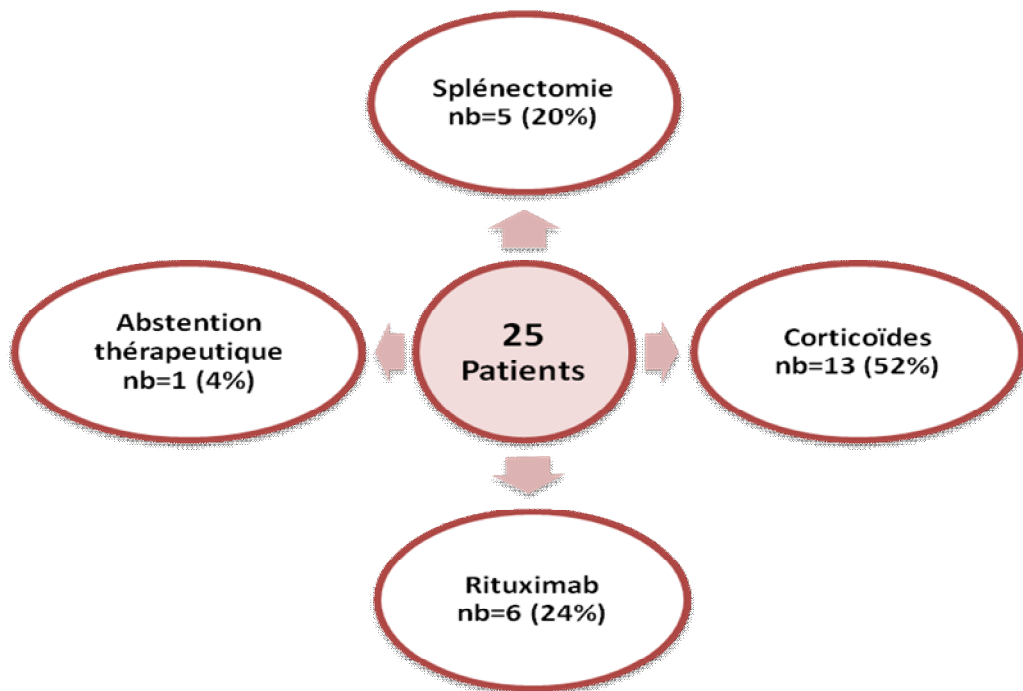 Splénectomie
nb=5 (20%)
Abstention
thérapeutique
nb=1 (4%)
25
Patients
Corticoïdes
nb=13 (52%)
Rituximab
nb=6 (24%)